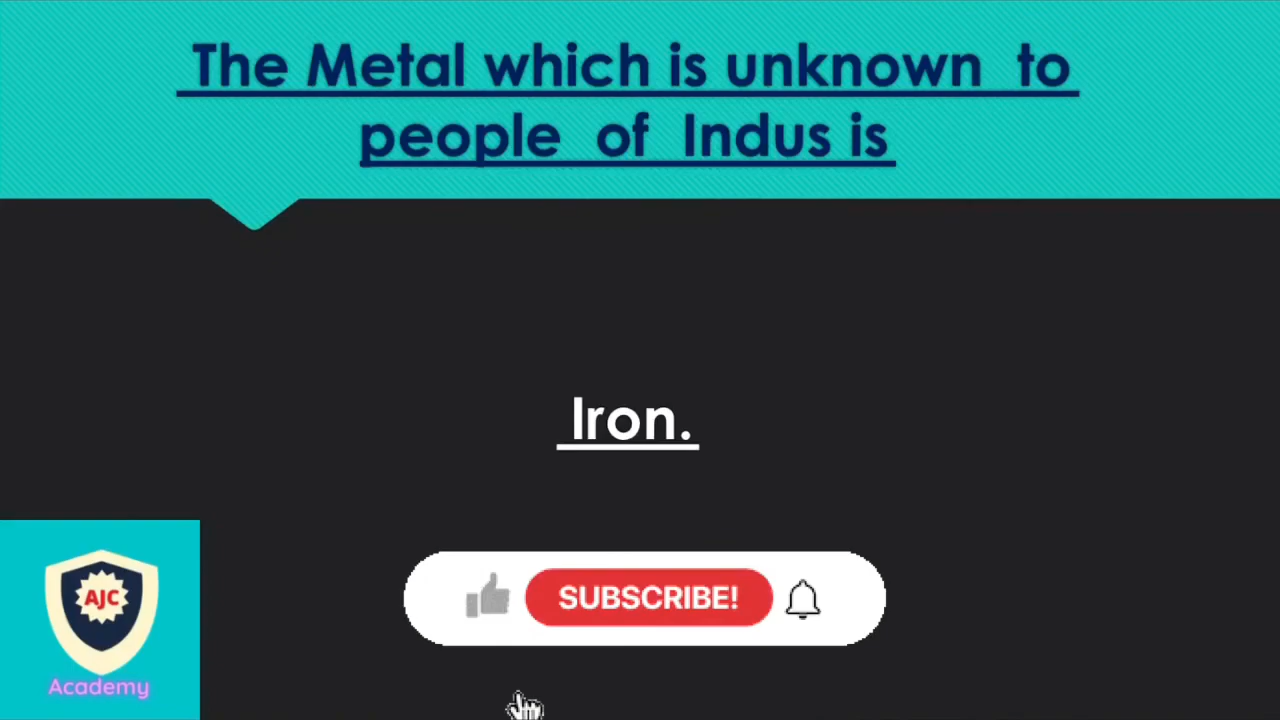 The Metal which is unknown to
people of Indus is
Iron.
SUBSCRIBE!
AJC
Academy